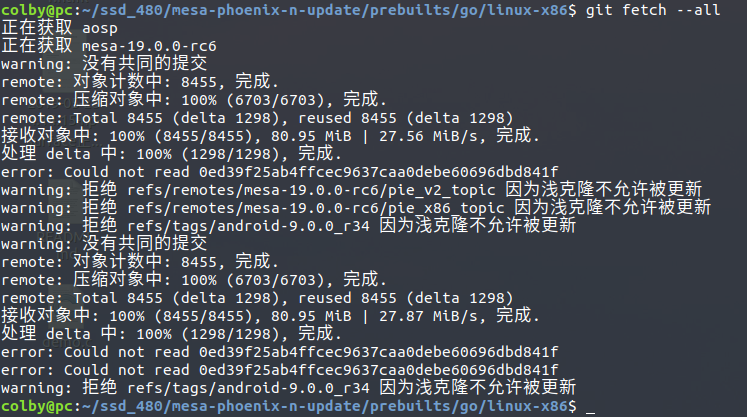 colby@pc:~/ssd_480/mesa-phoenix-n-update/prebuilts/go/linux-x86$ git fetch --all
正在获取 aosp
正在获取 mesa-19.0.0-rc6
warning: 没有共同的提交
remote: 对象计数中: 8455, 完成.
remote: 压缩对象中: 100% (6703/6703), 完成.
remote: Total 8455 (delta 1298), reused 8455 (delta 1298)
接收对象中: 100% (8455/8455), 80.95 MiB | 27.56 MiB/s, 完成.
处理 delta 中: 100% (1298/1298), 完成.
error: Could not read 0ed39f25ab4ffcec9637caa0debe60696dbd841f
warning: 拒绝 refs/remotes/mesa-19.0.0-rc6/pie_v2_topic 因为浅克隆不允许被更新
warning: 拒绝 refs/remotes/mesa-19.0.0-rc6/pie_x86_topic 因为浅克隆不允许被更新
warning: 拒绝 refs/tags/android-9.0.0_r34 因为浅克隆不允许被更新
warning: 没有共同的提交
remote: 对象计数中: 8455, 完成.
remote: 压缩对象中: 100% (6703/6703), 完成.
remote: Total 8455 (delta 1298), reused 8455 (delta 1298)
接收对象中: 100% (8455/8455), 80.95 MiB | 27.87 MiB/s, 完成.
处理 delta 中: 100% (1298/1298), 完成.
error: Could not read 0ed39f25ab4ffcec9637caa0debe60696dbd841f
error: Could not read 0ed39f25ab4ffcec9637caa0debe60696dbd841f
warning: 拒绝 refs/tags/android-9.0.0_r34 因为浅克隆不允许被更新
colby@pc:~/ssd_480/mesa-phoenix-n-update/prebuilts/go/linux-x86$ _